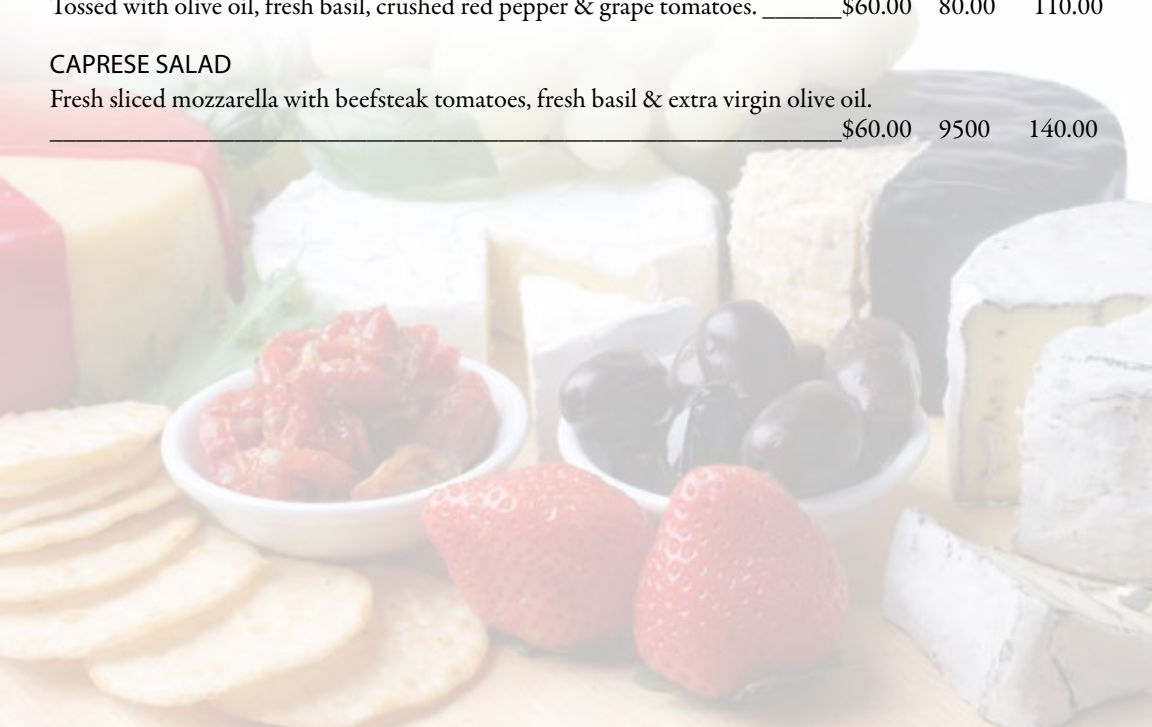 Tossed with olive oil, fresh basil, crushed red pepper & grape tomatoes. ______$60.00 80.00 110.00
CAPRESE SALAD
Fresh sliced mozzarella with beefsteak tomatoes, fresh basil & extra virgin olive oil.
____________________________________________________________$60.00 9500 140.00